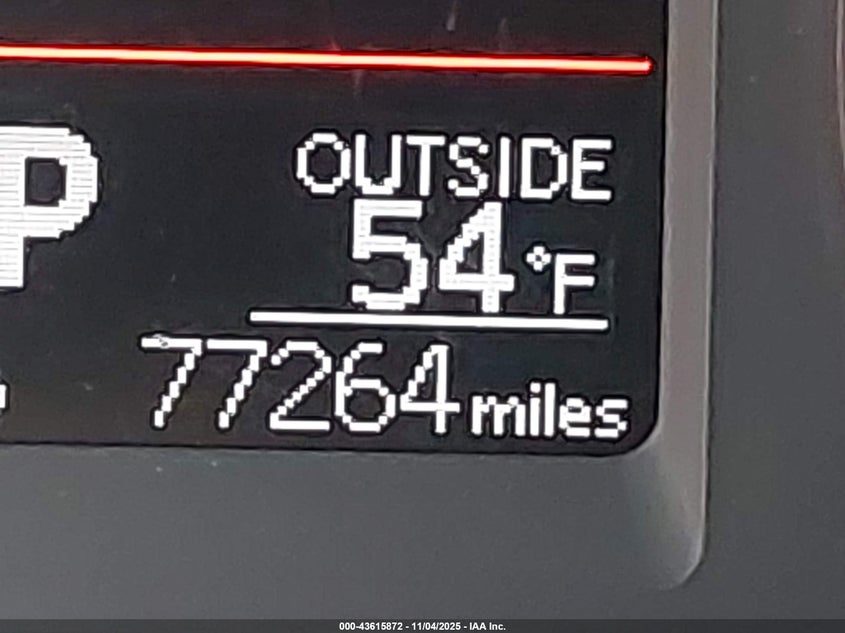 P
OUTSIDE
54°F
77264 miles
000-43615872 - 11/04/2025 - IAA Inc.